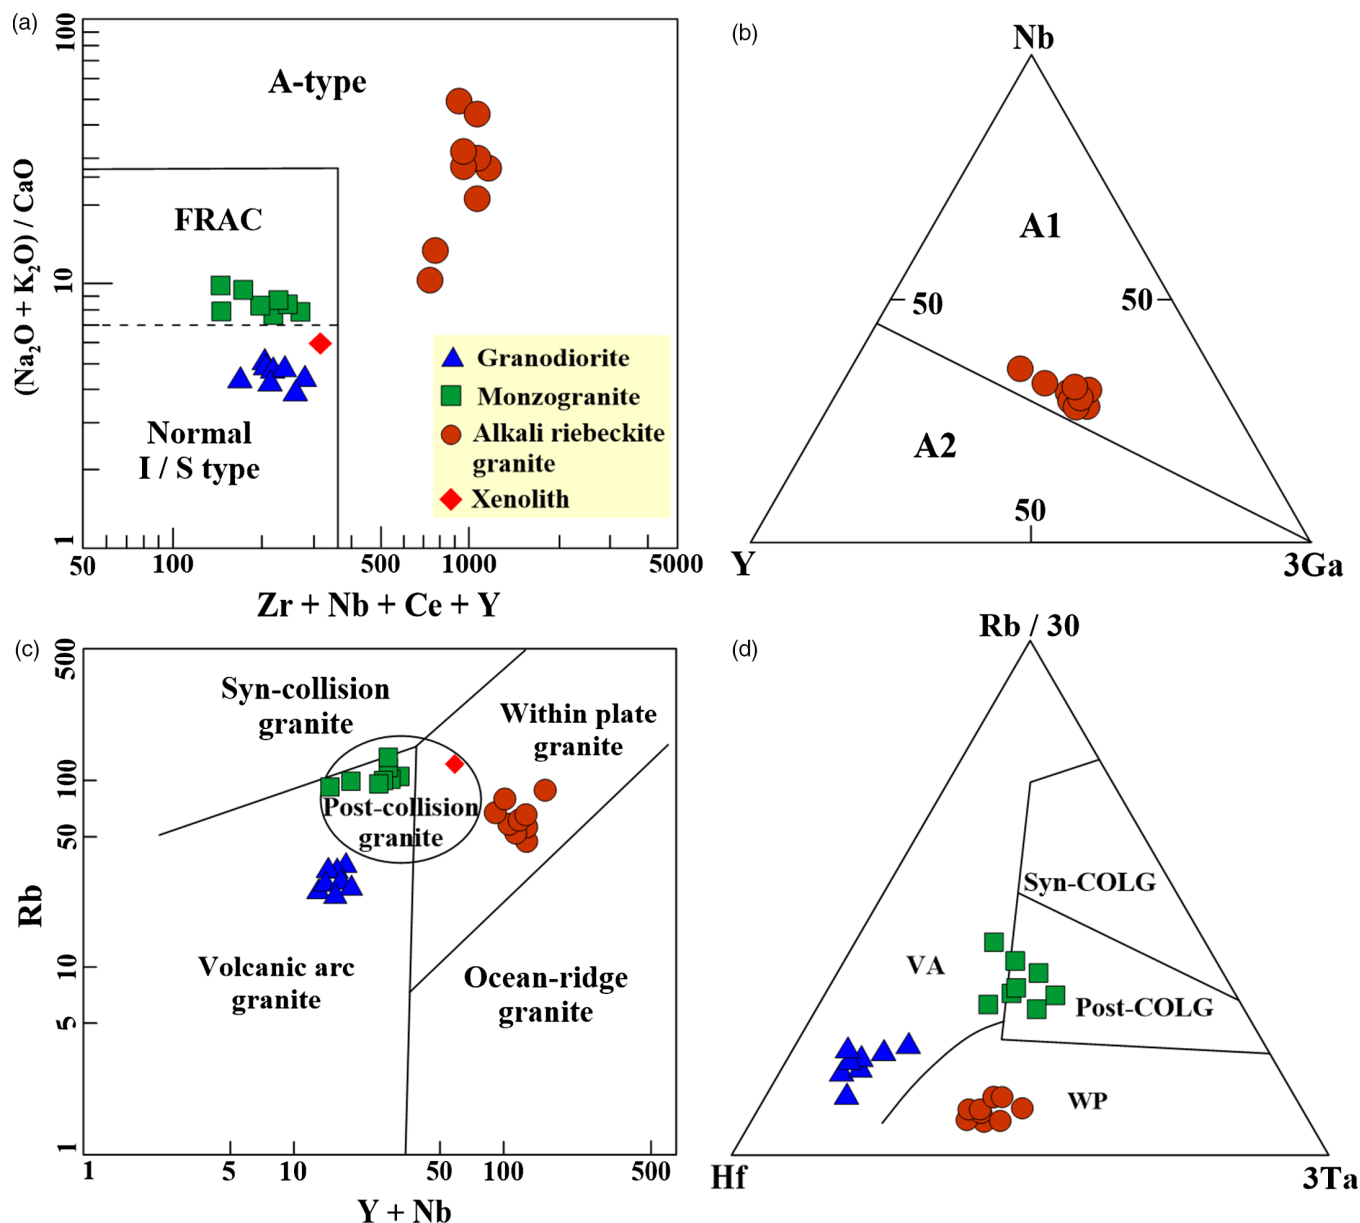 (a)
100
10
1
(Na2O + K2O) / CaO
A-type
FRAC
Normal
I / S type
Granodiorite
Monzogranite
Alkali riebeckite
granite
Xenolith
50
100
500
1000
5000
Zr + Nb + Ce + Y
(b)
Nb
A1
50
50
A2
50
Y
3Ga
(c)
500
100
50
10
5
1
Rb
Syn-collision
granite
Within plate
granite
Post-collision
granite
Volcanic arc
granite
Ocean-ridge
granite
1
5
10
50
100
500
Y + Nb
(d)
Rb / 30
Syn-COLG
VA
Post-COLG
WP
Hf
3Ta